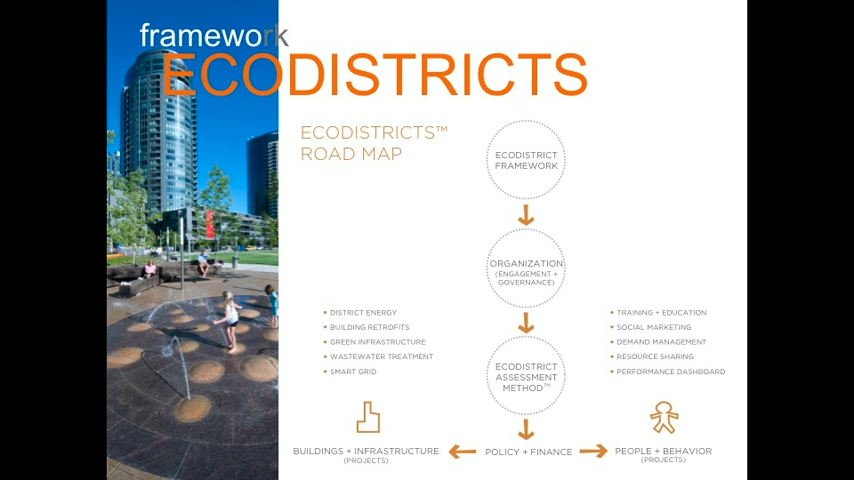 framework
ECODISTRICTS
ECODISTRICTS™
ROAD MAP
ECODISTRICT
FRAMEWORK
ORGANIZATION
(ENGAGEMENT +
GOVERNANCE)
• DISTRICT ENERGY
• BUILDING RETROFITS
• GREEN INFRASTRUCTURE
• WASTEWATER TREATMENT
• SMART GRID
ECODISTRICT
ASSESSMENT
METHOD™
• TRAINING + EDUCATION
• SOCIAL MARKETING
• DEMAND MANAGEMENT
• RESOURCE SHARING
• PERFORMANCE DASHBOARD
BUILDINGS + INFRASTRUCTURE
(PROJECTS)
POLICY + FINANCE
PEOPLE + BEHAVIOR
(PROJECTS)